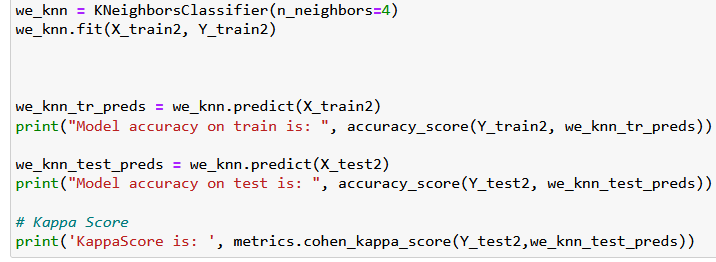 we_knn = KNeighborsClassifier(n_neighbors=4)
we_knn.fit(X_train2, Y_train2)
we_knn_tr_preds = we_knn.predict(X_train2)
print("Model accuracy on train is: ", accuracy_score(Y_train2, we_knn_tr_preds))
we_knn_test_preds = we_knn.predict(X_test2)
print("Model accuracy on test is: ", accuracy_score(Y_test2, we_knn_test_preds))
# Kappa Score
print('KappaScore is: ', metrics.cohen_kappa_score(Y_test2,we_knn_test_preds))